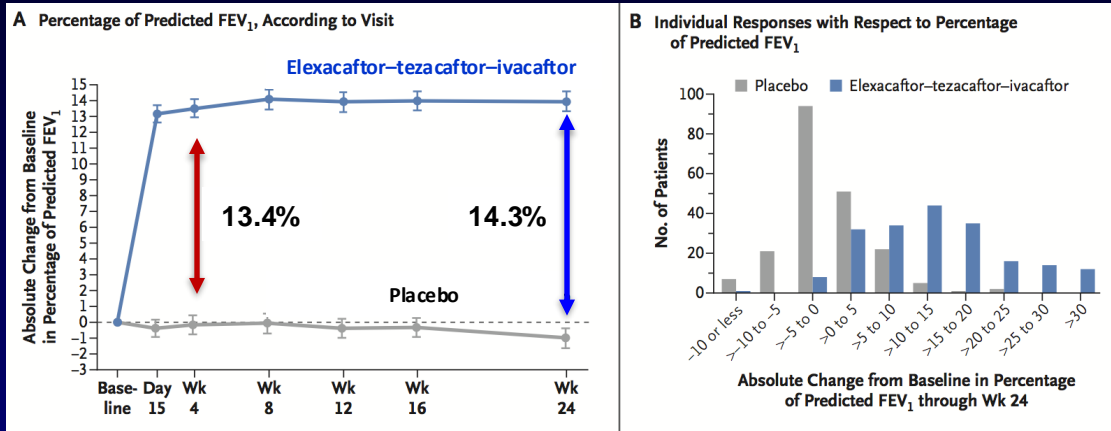 A Percentage of Predicted FEV1, According to Visit
Elexacaftor–tezacaftor–ivacaftor
Absolute Change from Baseline
in Percentage of Predicted FEV1
15
14
13
12
11
10
9
8
7
6
5
4
3
2
1
0
−1
−2
−3
13.4%
14.3%
Placebo
Base-
line
Day
15
Wk
4
Wk
8
Wk
12
Wk
16
Wk
24
B Individual Responses with Respect to Percentage
of Predicted FEV1
Placebo
Elexacaftor–tezacaftor–ivacaftor
No. of Patients
100
80
60
40
20
0
−10 or less
>−10 to −5
>−5 to 0
>0 to 5
>5 to 10
>10 to 15
>15 to 20
>20 to 25
>25 to 30
>30
Absolute Change from Baseline in Percentage
of Predicted FEV1 through Wk 24